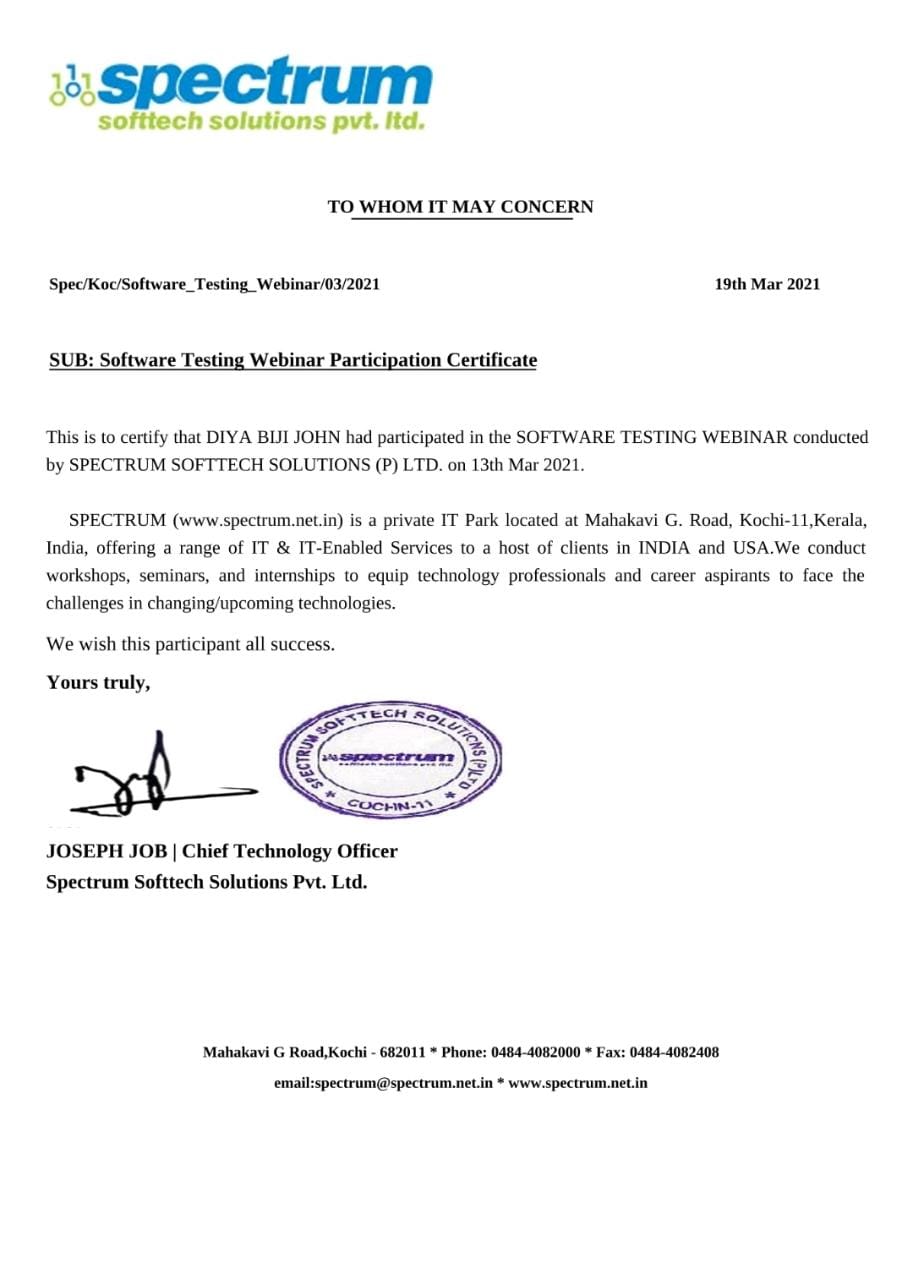 spectrum
softtech solutions pvt. ltd.
TO WHOM IT MAY CONCERN
Spec/Koc/Software_Testing_Webinar/03/2021 19th Mar 2021
SUB: Software Testing Webinar Participation Certificate
This is to certify that DIYA BIJI JOHN had participated in the SOFTWARE TESTING WEBINAR conducted
by SPECTRUM SOFTTECH SOLUTIONS (P) LTD. on 13th Mar 2021.
SPECTRUM (www.spectrum.net.in) is a private IT Park located at Mahakavi G. Road, Kochi-11,Kerala,
India, offering a range of IT & IT-Enabled Services to a host of clients in INDIA and USA.We conduct
workshops, seminars, and internships to equip technology professionals and career aspirants to face the
challenges in changing/upcoming technologies.
We wish this participant all success.
Yours truly,
SPECTRUM SOFTTECH SOLUTIONS (P)LTD
spectrum
softtech solutions pvt. ltd.
* COCHIN-11 *
JOSEPH JOB | Chief Technology Officer
Spectrum Softtech Solutions Pvt. Ltd.
Mahakavi G Road,Kochi - 682011 * Phone: 0484-4082000 * Fax: 0484-4082408
email:spectrum@spectrum.net.in * www.spectrum.net.in